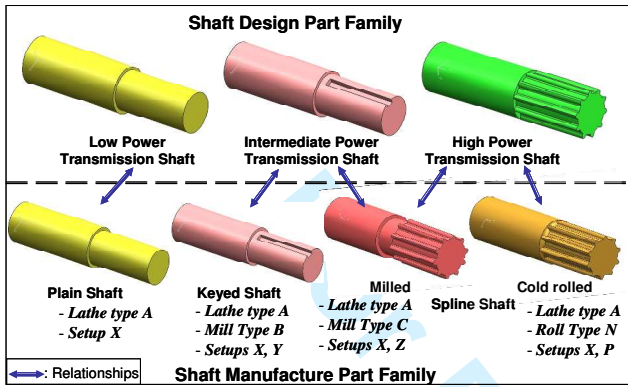 Shaft Design Part Family
Low Power
Transmission Shaft
Intermediate Power
Transmission Shaft
High Power
Transmission Shaft
Plain Shaft
- Lathe type A
- Setup X
Keyed Shaft
- Lathe type A
- Mill Type B
- Setups X, Y
Milled
- Lathe type A
- Mill Type C
- Setups X, Z
Spline Shaft
Cold rolled
- Lathe type A
- Roll Type N
- Setups X, P
: Relationships
Shaft Manufacture Part Family